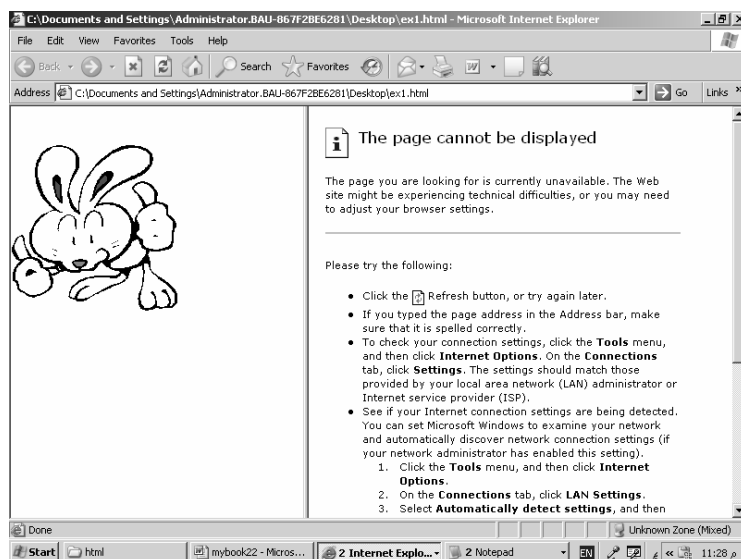 C:\Documents and Settings\Administrator.BAU-867F2BE6281\Desktop\ex1.html - Microsoft Internet Explorer
File Edit View Favorites Tools Help
Back Search Favorites
Address C:\Documents and Settings\Administrator.BAU-867F2BE6281\Desktop\ex1.html Go Links »
The page cannot be displayed
The page you are looking for is currently unavailable. The Web
site might be experiencing technical difficulties, or you may need
to adjust your browser settings.
Please try the following:
• Click the Refresh button, or try again later.
• If you typed the page address in the Address bar, make
sure that it is spelled correctly.
• To check your connection settings, click the Tools menu,
and then click Internet Options. On the Connections
tab, click Settings. The settings should match those
provided by your local area network (LAN) administrator or
Internet service provider (ISP).
• See if your Internet connection settings are being detected.
You can set Microsoft Windows to examine your network
and automatically discover network connection settings (if
your network administrator has enabled this setting).
1. Click the Tools menu, and then click Internet
Options.
2. On the Connections tab, click LAN Settings.
3. Select Automatically detect settings, and then
Done Unknown Zone (Mixed)
Start html mybook22 - Micros... 2 Internet Explo... 2 Notepad EN « 11:28 م